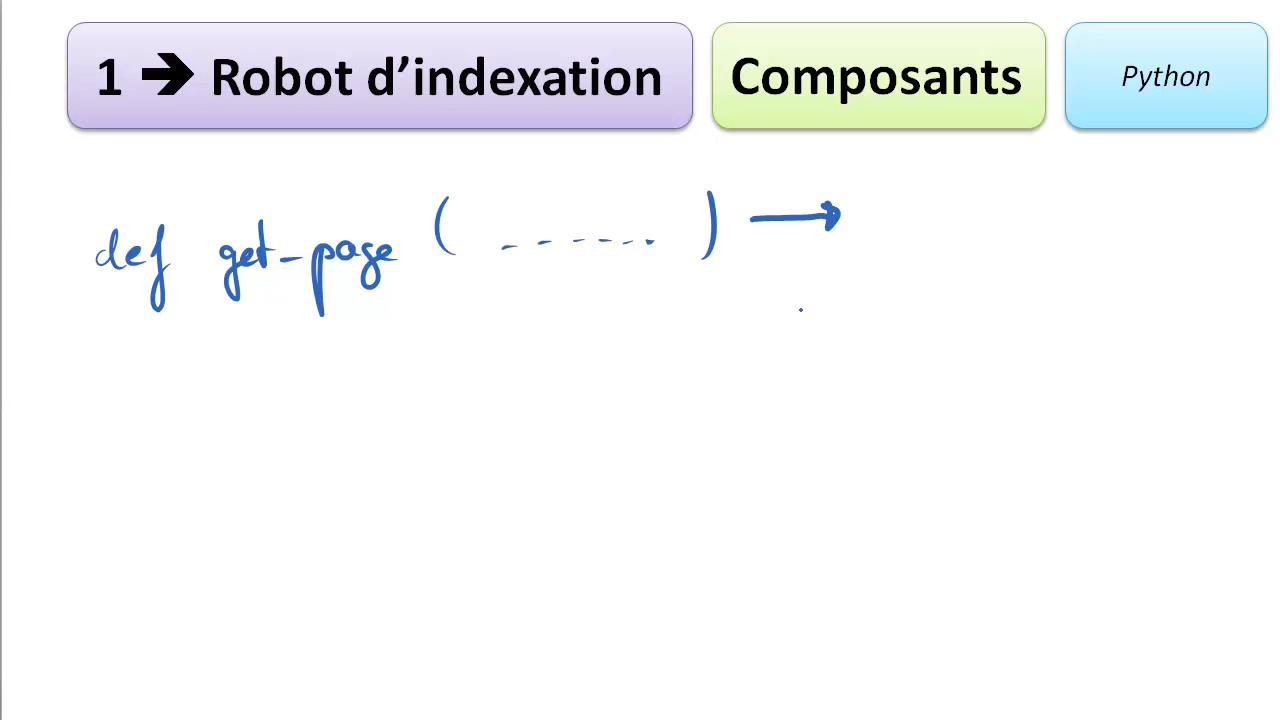 1 ➔ Robot d’indexation Composants Python
def get-page ( ------ ) →